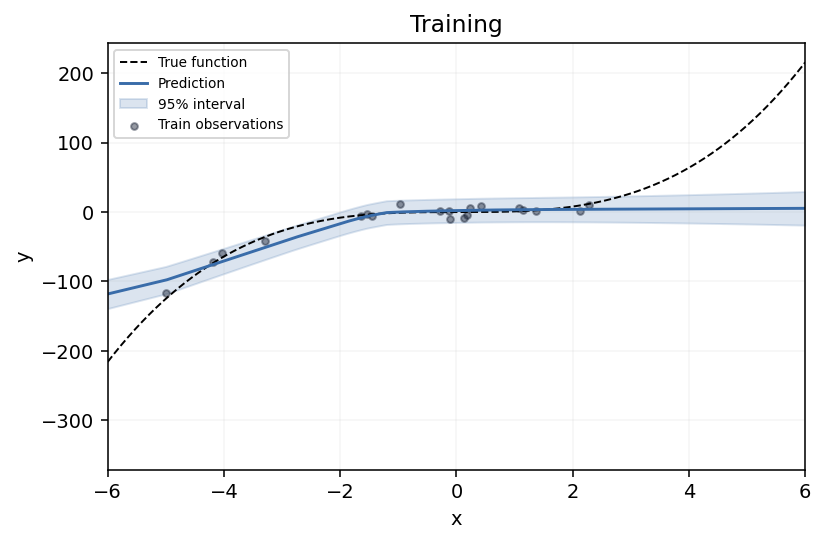 Training
True function
Prediction
95% interval
Train observations
200
100
0
−100
−200
−300
y
−6 −4 −2 0 2 4 6
x